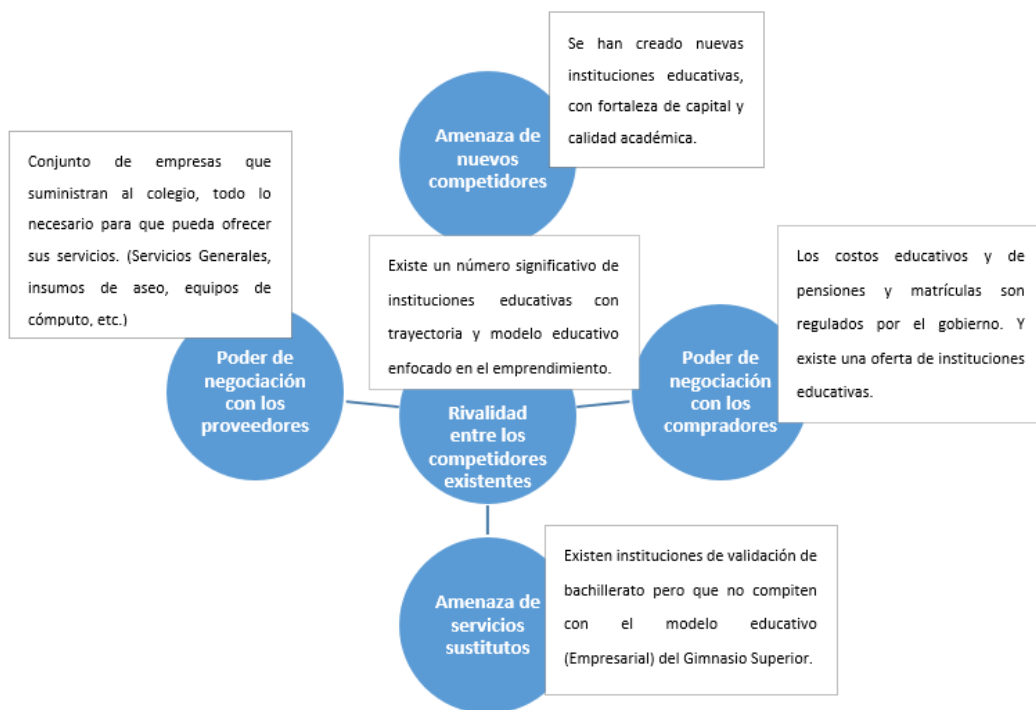 Se han creado nuevas
instituciones educativas,
con fortaleza de capital y
calidad académica.
Amenaza de
nuevos
competidores
Conjunto de empresas que
suministran al colegio, todo lo
necesario para que pueda ofrecer
sus servicios. (Servicios Generales,
insumos de aseo, equipos de
cómputo, etc.)
Poder de
negociación
con los
proveedores
Existe un número significativo de
instituciones educativas con
trayectoria y modelo educativo
enfocado en el emprendimiento.
Rivalidad
entre los
competidores
existentes
Los costos educativos y de
pensiones y matrículas son
regulados por el gobierno. Y
existe una oferta de instituciones
educativas.
Poder de
negociación
con los
compradores
Amenaza de
servicios
sustitutos
Existen instituciones de validación de
bachillerato pero que no compiten
con el modelo educativo
(Empresarial) del Gimnasio Superior.